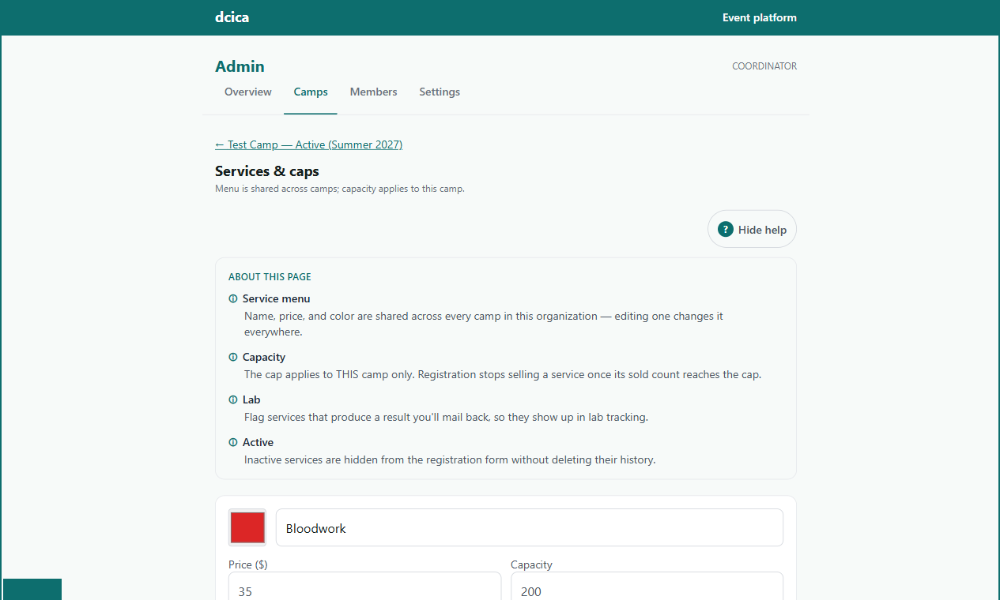 dcica
Event platform
Admin
COORDINATOR
Overview
Camps
Members
Settings
← Test Camp — Active (Summer 2027)
Services & caps
Menu is shared across camps; capacity applies to this camp.
? Hide help
ABOUT THIS PAGE
Service menu
Name, price, and color are shared across every camp in this organization — editing one changes it
everywhere.
Capacity
The cap applies to THIS camp only. Registration stops selling a service once its sold count reaches the cap.
Lab
Flag services that produce a result you'll mail back, so they show up in lab tracking.
Active
Inactive services are hidden from the registration form without deleting their history.
Bloodwork
Price ($)
Capacity
35
200